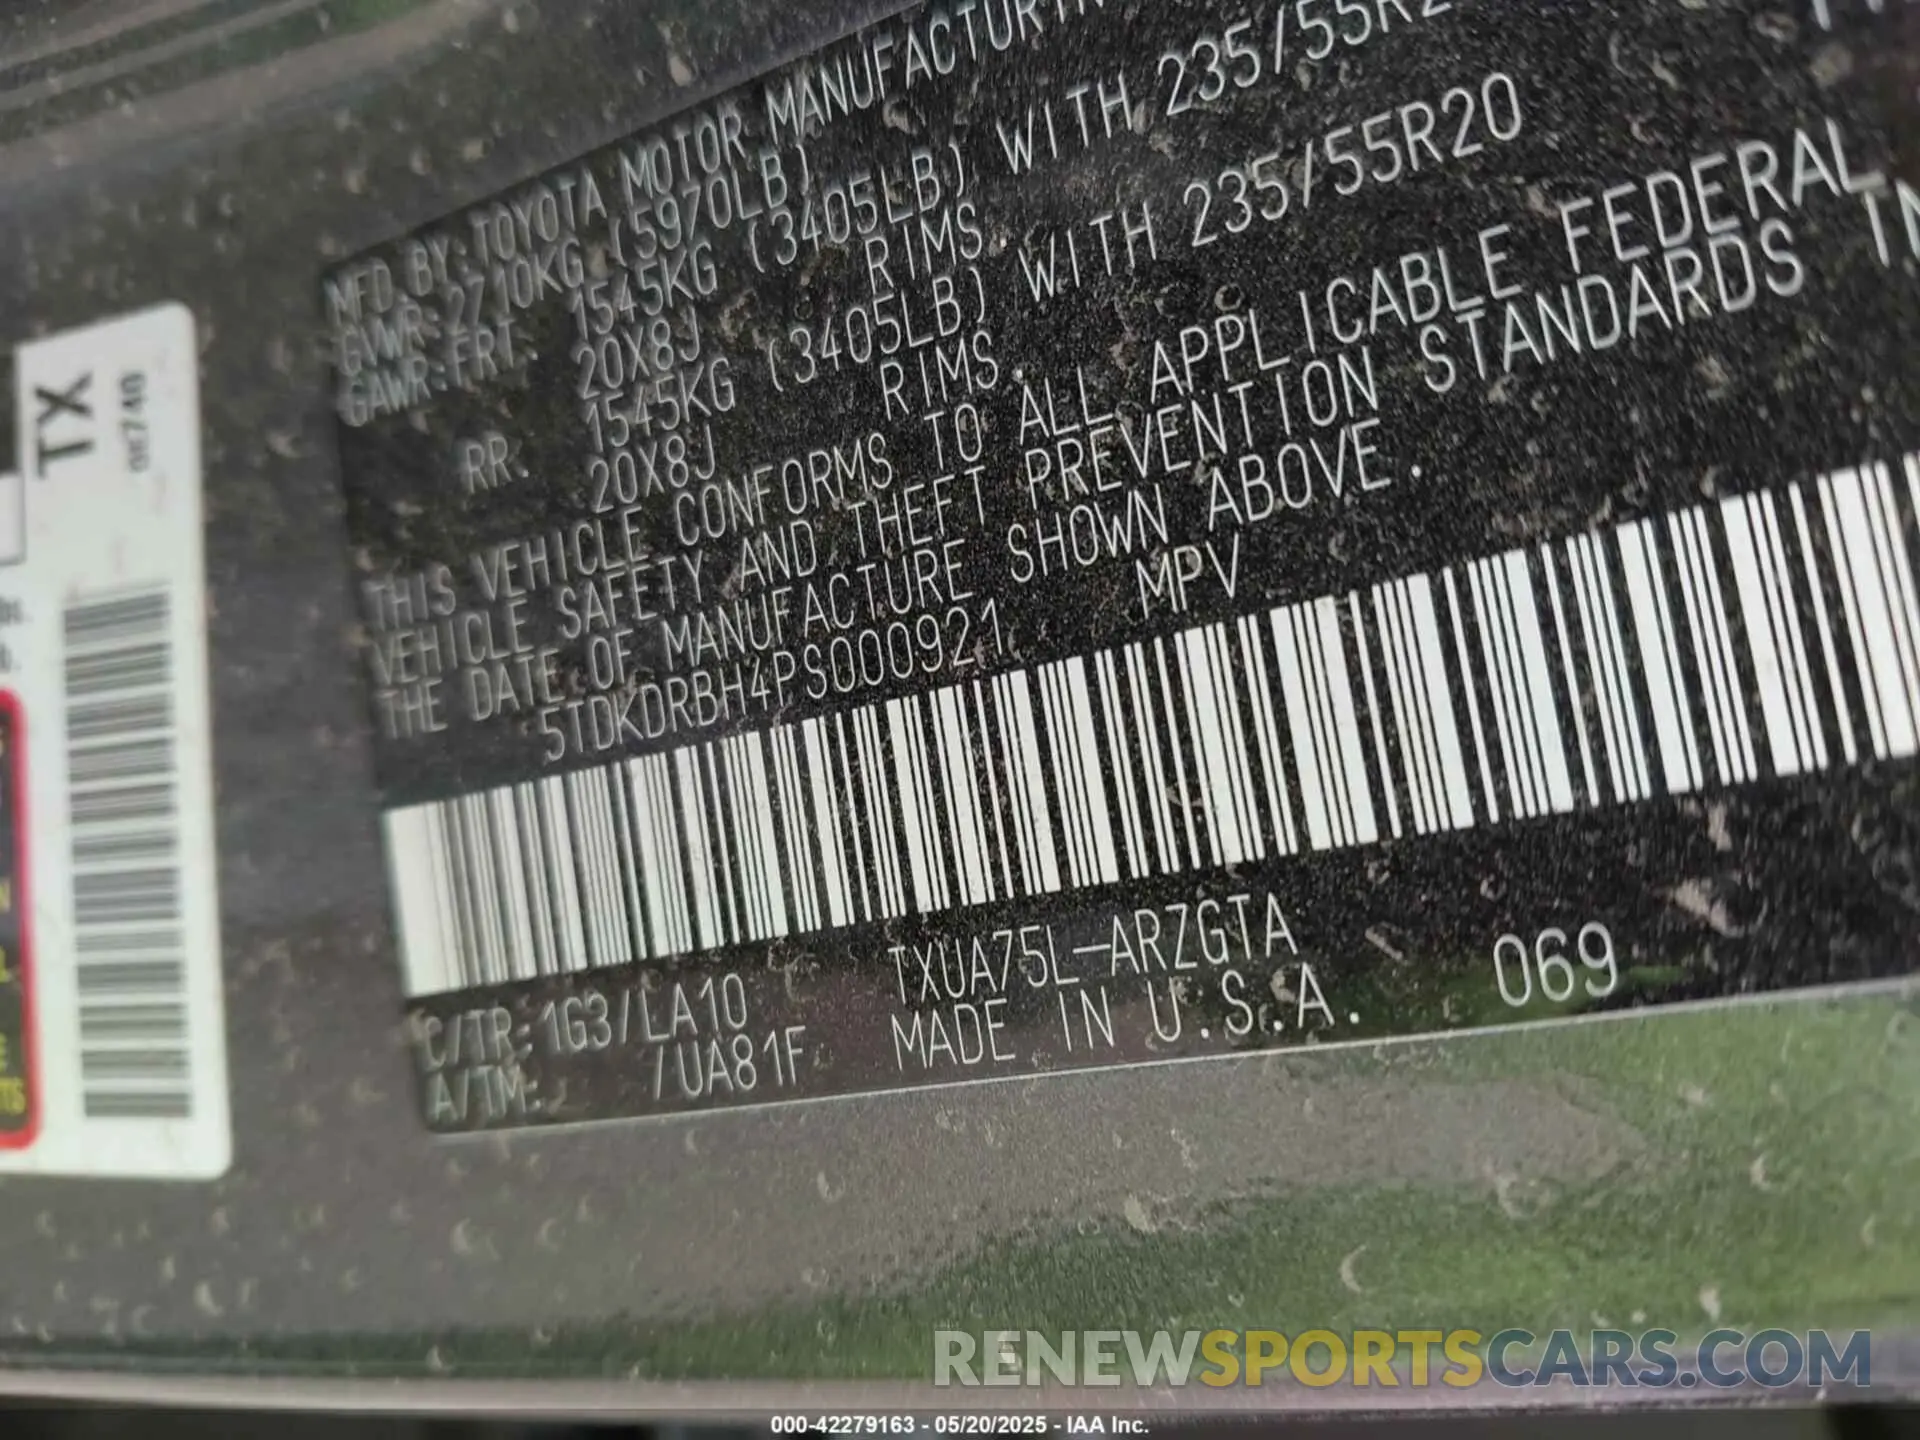 MFD. BY: TOYOTA MOTOR MANUFACTURIN
GVWR: 2710KG (5970LB)
GAWR: FRT. 1545KG (3405LB) WITH 235/55R2
20X8J RIMS
RR. 1545KG (3405LB) WITH 235/55R20
20X8J RIMS.
THIS VEHICLE CONFORMS TO ALL APPLICABLE FEDERAL
VEHICLE SAFETY AND THEFT PREVENTION STANDARDS IN
THE DATE OF MANUFACTURE SHOWN ABOVE.
5TDKDRBH4PS000921 MPV
C/TR: 1G3/LA10 TXUA75L-ARZGTA
A/TM: /UA81F MADE IN U.S.A. 069
TX
RENEWSPORTSCARS.COM
000-42279163 - 05/20/2025 - IAA Inc.